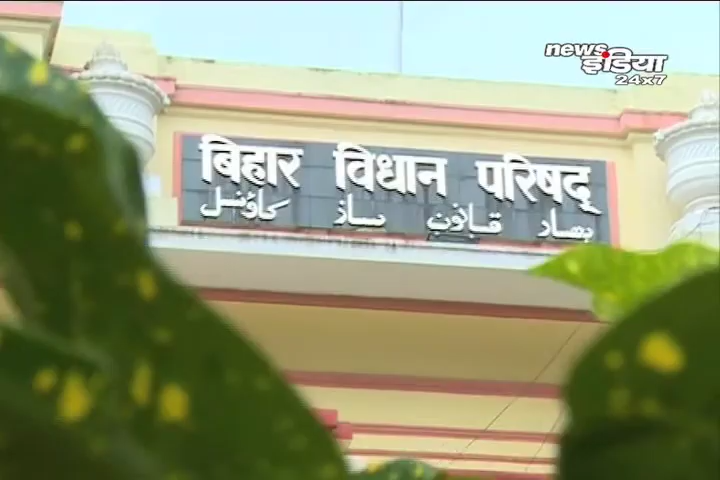 news
इंडिया
24x7
बिहार विधान परिषद्
بہار قانون ساز کاؤنسل